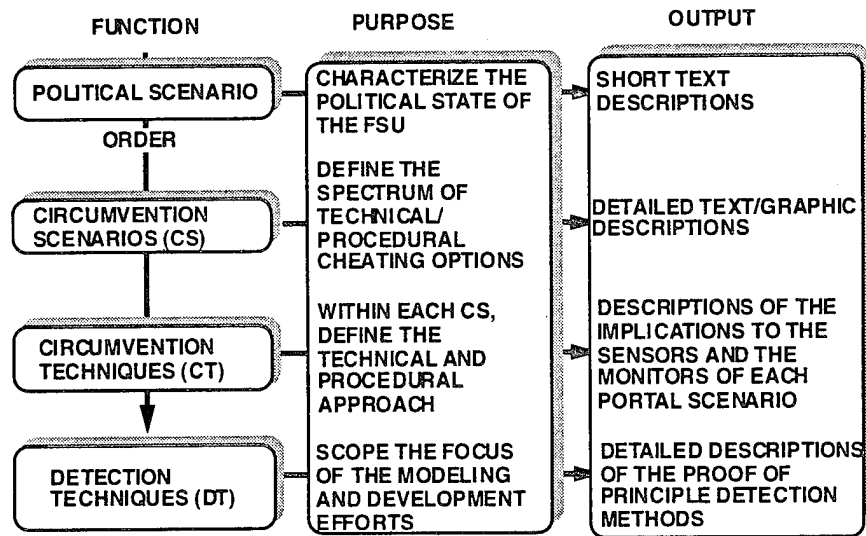 FUNCTION
PURPOSE
OUTPUT
POLITICAL SCENARIO
CHARACTERIZE THE
POLITICAL STATE OF
THE FSU
SHORT TEXT
DESCRIPTIONS
ORDER
CIRCUMVENTION
SCENARIOS (CS)
DEFINE THE
SPECTRUM OF
TECHNICAL/
PROCEDURAL
CHEATING OPTIONS
DETAILED TEXT/GRAPHIC
DESCRIPTIONS
CIRCUMVENTION
TECHNIQUES (CT)
WITHIN EACH CS,
DEFINE THE
TECHNICAL AND
PROCEDURAL
APPROACH
DESCRIPTIONS OF THE
IMPLICATIONS TO THE
SENSORS AND THE
MONITORS OF EACH
PORTAL SCENARIO
DETECTION
TECHNIQUES (DT)
SCOPE THE FOCUS
OF THE MODELING
AND DEVELOPMENT
EFFORTS
DETAILED DESCRIPTIONS
OF THE PROOF OF
PRINCIPLE DETECTION
METHODS